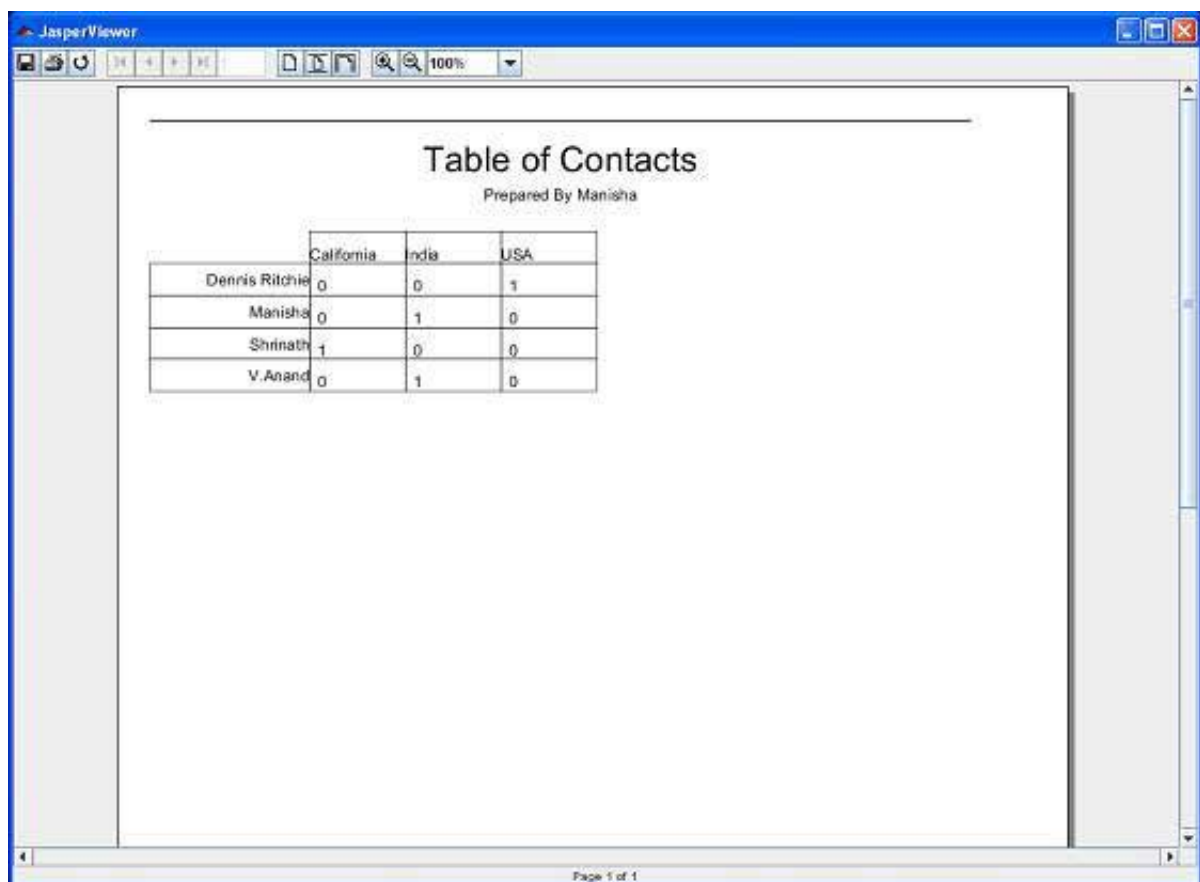 JasperViewer
100%
Table of Contacts
Prepared By Manisha
California India USA
Dennis Ritchie 0 0 1
Manisha 0 1 0
Shrinath 1 0 0
V.Anand 0 1 0
Page 1 of 1